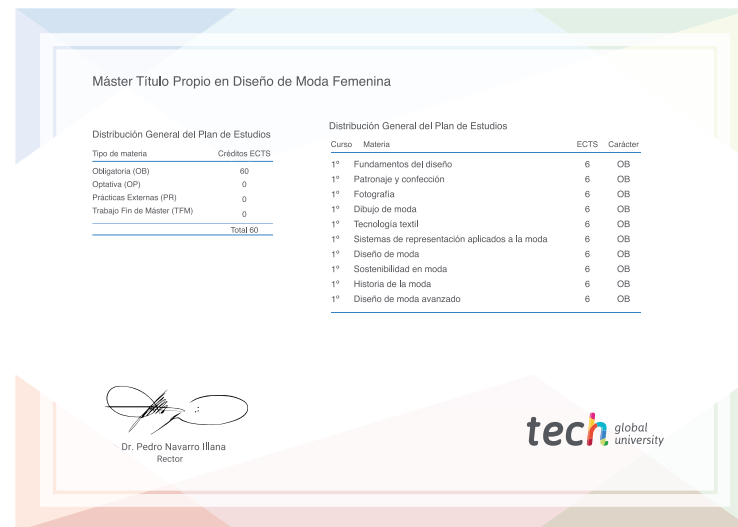 Máster Título Propio en Diseño de Moda Femenina
Distribución General del Plan de Estudios
Tipo de materia Créditos ECTS
Obligatoria (OB) 60
Optativa (OP) 0
Prácticas Externas (PR) 0
Trabajo Fin de Máster (TFM) 0
Total 60
Distribución General del Plan de Estudios
Curso Materia ECTS Carácter
1º Fundamentos del diseño 6 OB
1º Patronaje y confección 6 OB
1º Fotografía 6 OB
1º Dibujo de moda 6 OB
1º Tecnología textil 6 OB
1º Sistemas de representación aplicados a la moda 6 OB
1º Diseño de moda 6 OB
1º Sostenibilidad en moda 6 OB
1º Historia de la moda 6 OB
1º Diseño de moda avanzado 6 OB
Dr. Pedro Navarro Illana
Rector
tech global
university